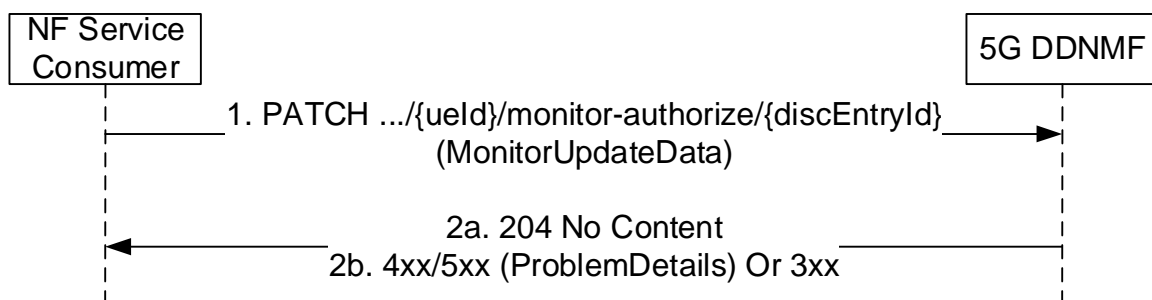 NF Service
Consumer
5G DDNMF
1. PATCH .../{ueId}/monitor-authorize/{discEntryId}
(MonitorUpdateData)
2a. 204 No Content
2b. 4xx/5xx (ProblemDetails) Or 3xx